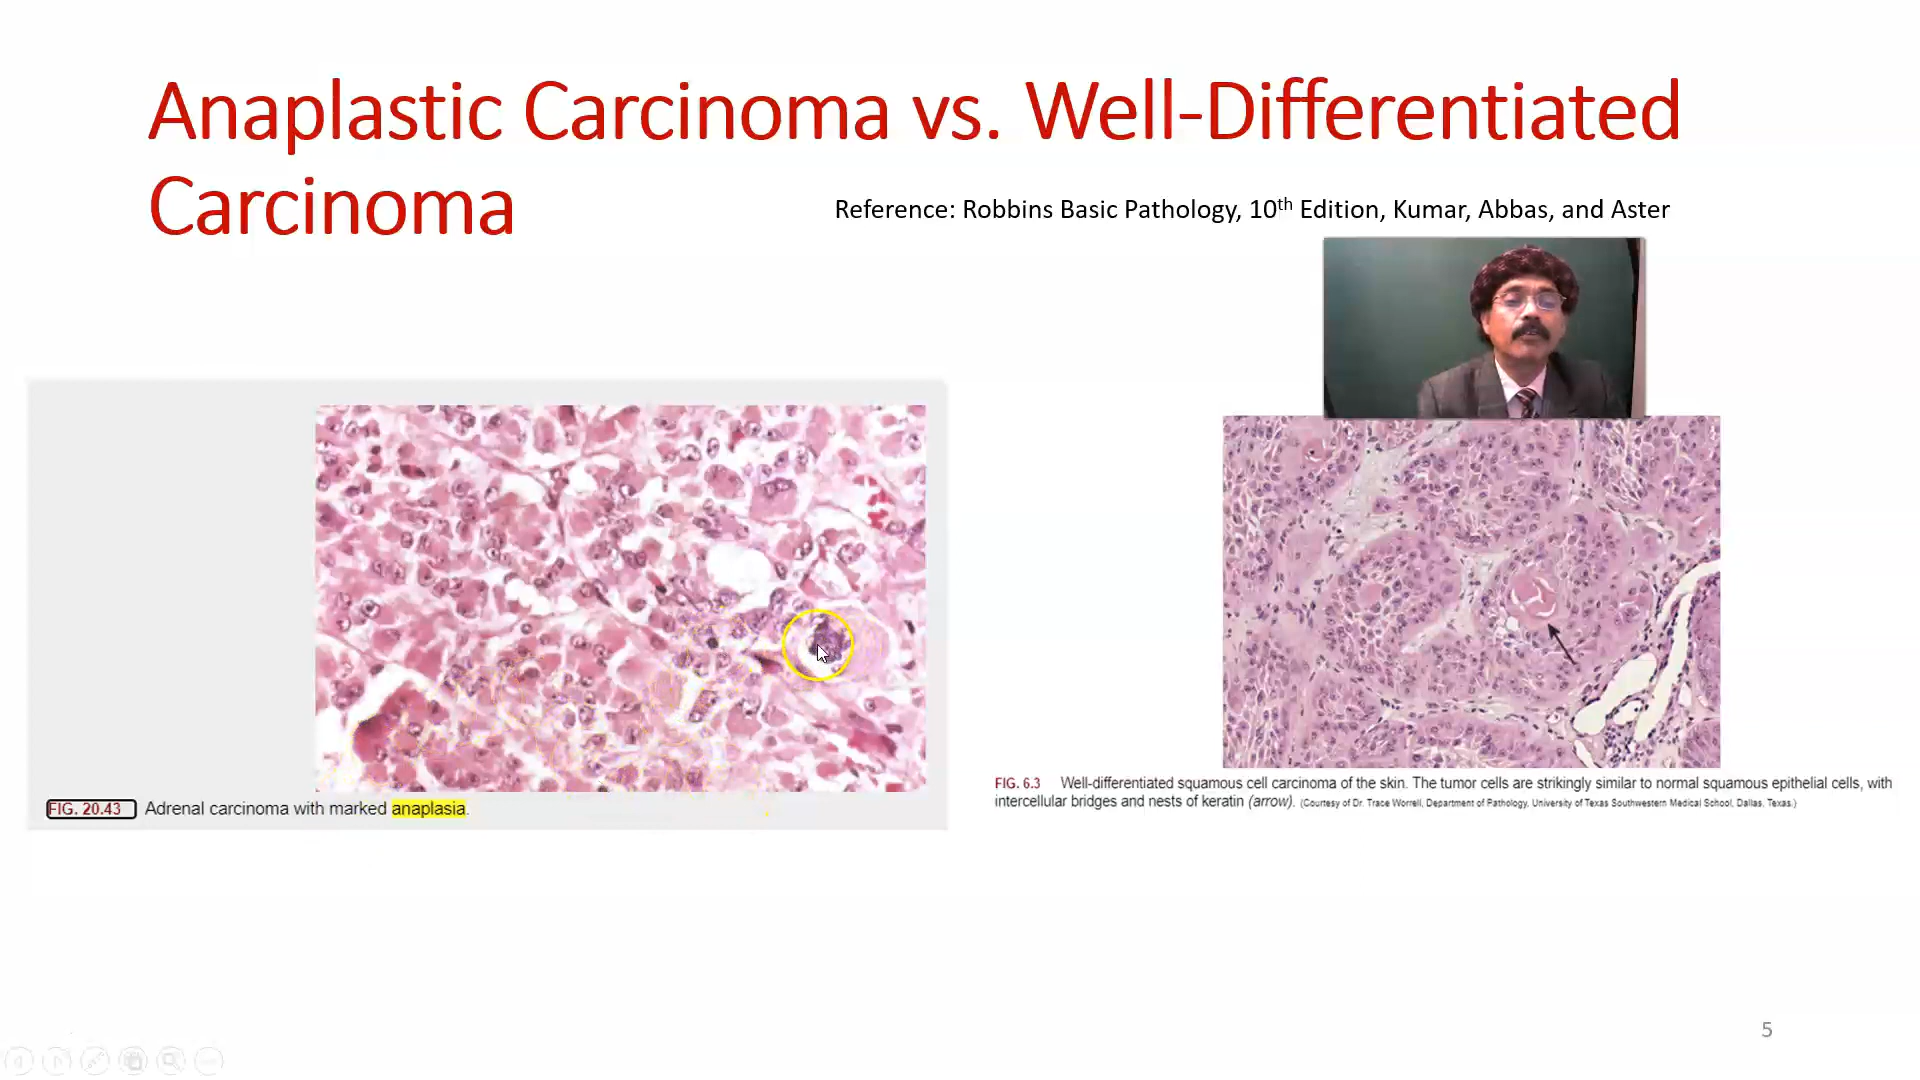 Anaplastic Carcinoma vs. Well-Differentiated
Carcinoma
Reference: Robbins Basic Pathology, 10th Edition, Kumar, Abbas, and Aster
FIG. 20.43 Adrenal carcinoma with marked anaplasia.
FIG. 6.3 Well-differentiated squamous cell carcinoma of the skin. The tumor cells are strikingly similar to normal squamous epithelial cells, with
intercellular bridges and nests of keratin (arrow). (Courtesy of Dr. Trace Worrell, Department of Pathology, University of Texas Southwestern Medical School, Dallas, Texas.)
5